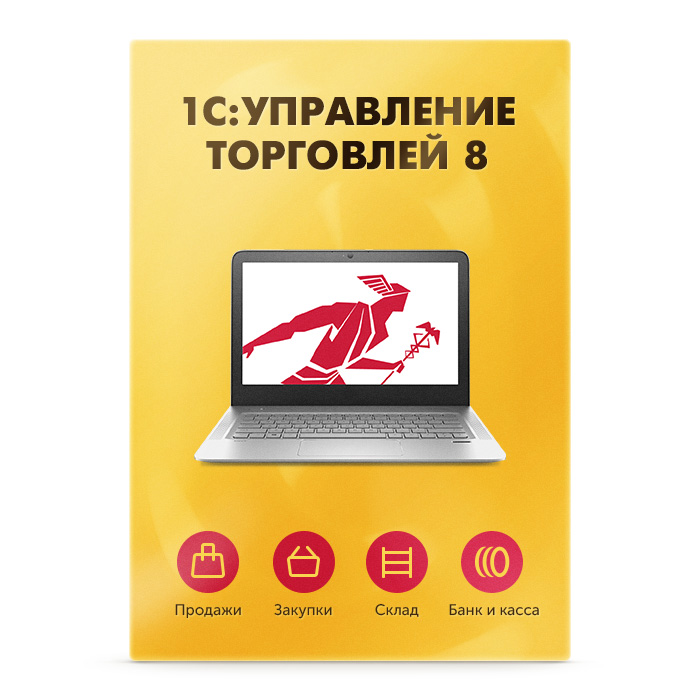 1С:УПРАВЛЕНИЕ
ТОРГОВЛЕЙ 8
Продажи
Закупки
Склад
Банк и касса